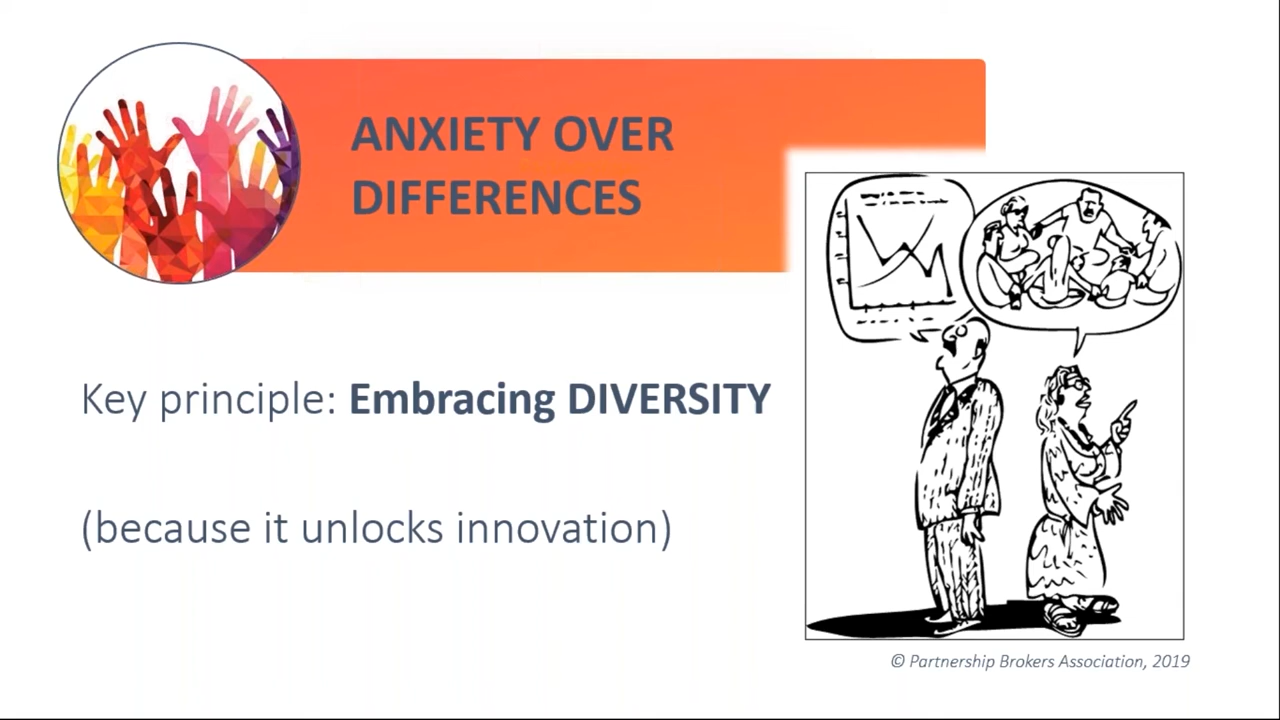 ANXIETY OVER
DIFFERENCES
Key principle: Embracing DIVERSITY
(because it unlocks innovation)
© Partnership Brokers Association, 2019